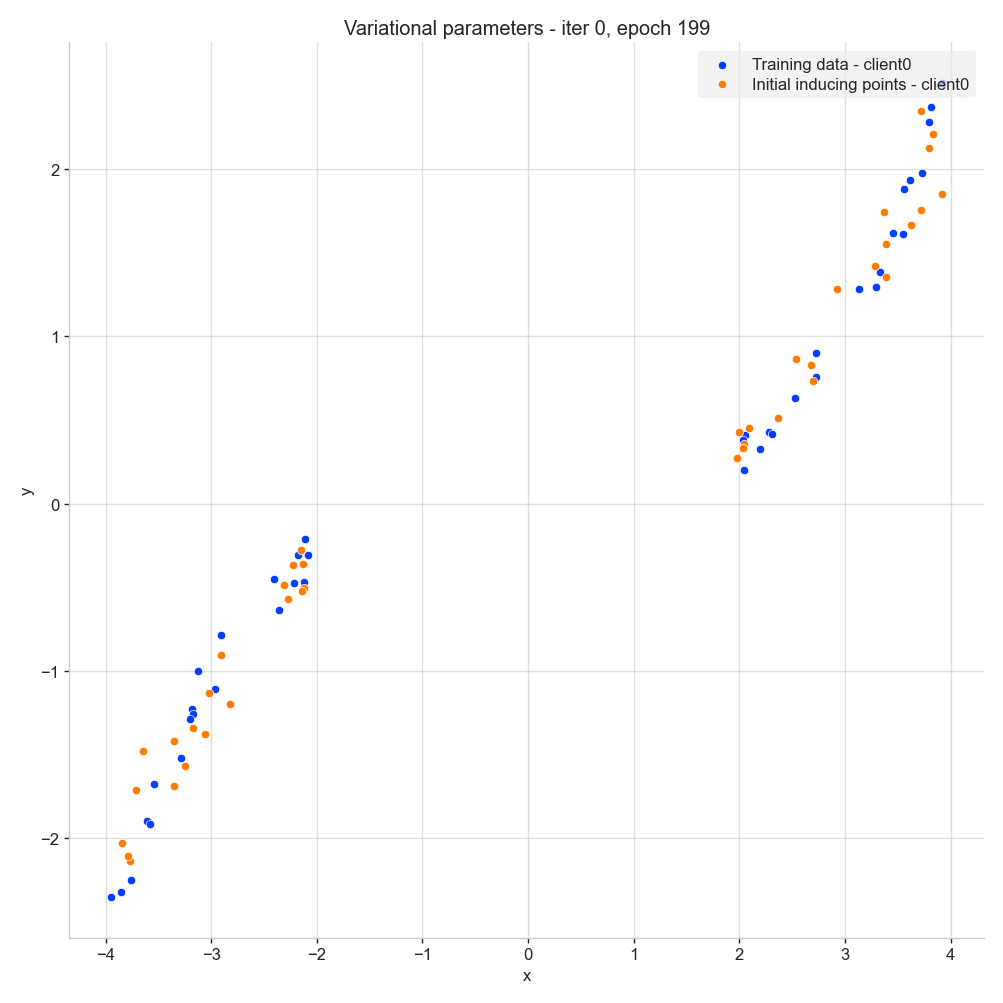 Variational parameters - iter 0, epoch 199
Training data - client0
Initial inducing points - client0
2
1
0
−1
−2
y
−4 −3 −2 −1 0 1 2 3 4
x